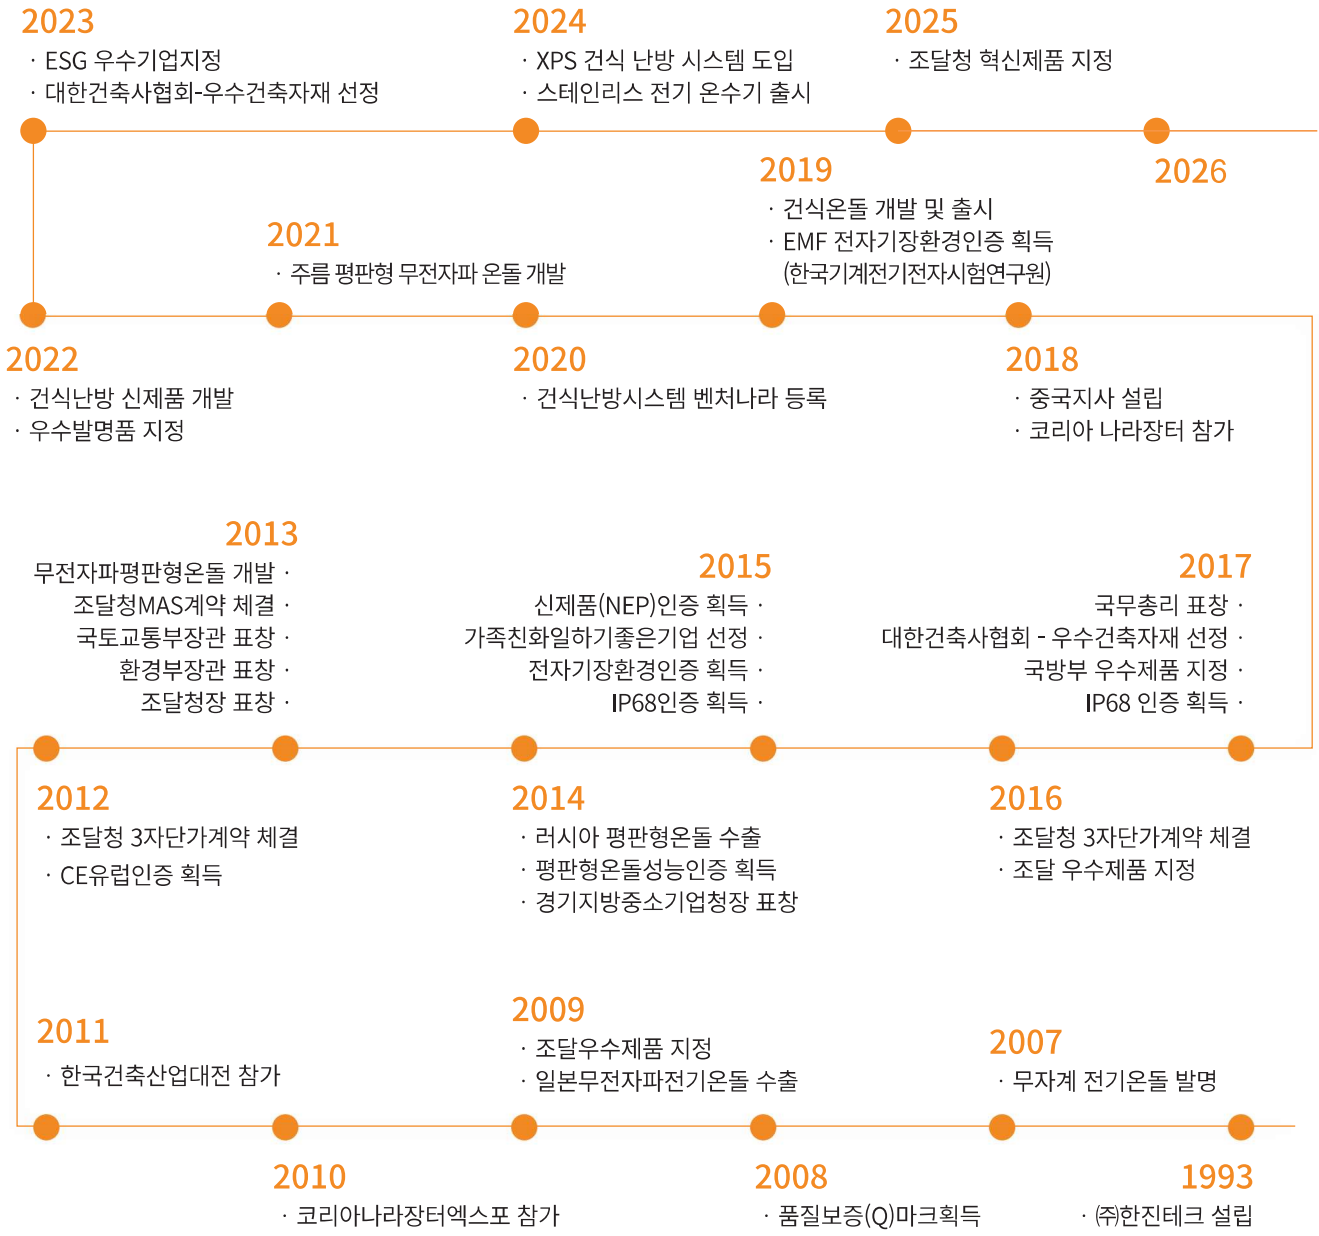 2023
· ESG 우수기업지정
· 대한건축사협회-우수건축자재 선정
2024
· XPS 건식 난방 시스템 도입
· 스테인리스 전기 온수기 출시
2025
· 조달청 혁신제품 지정
2026
2019
· 건식온돌 개발 및 출시
· EMF 전자기장환경인증 획득
(한국기계전기전자시험연구원)
2021
· 주름 평판형 무전자파 온돌 개발
2022
· 건식난방 신제품 개발
· 우수발명품 지정
2020
· 건식난방시스템 벤처나라 등록
2018
· 중국지사 설립
· 코리아 나라장터 참가
2013
무전자파평판형온돌 개발 ·
조달청MAS계약 체결 ·
국토교통부장관 표창 ·
환경부장관 표창 ·
조달청장 표창 ·
2015
신제품(NEP)인증 획득 ·
가족친화일하기좋은기업 선정 ·
전자기장환경인증 획득 ·
IP68인증 획득 ·
2017
국무총리 표창 ·
대한건축사협회 - 우수건축자재 선정 ·
국방부 우수제품 지정 ·
IP68 인증 획득 ·
2012
· 조달청 3자단가계약 체결
· CE유럽인증 획득
2014
· 러시아 평판형온돌 수출
· 평판형온돌성능인증 획득
· 경기지방중소기업청장 표창
2016
· 조달청 3자단가계약 체결
· 조달 우수제품 지정
2011
· 한국건축산업대전 참가
2009
· 조달우수제품 지정
· 일본무전자파전기온돌 수출
2007
· 무자계 전기온돌 발명
2010
· 코리아나라장터엑스포 참가
2008
· 품질보증(Q)마크획득
1993
· ㈜한진테크 설립